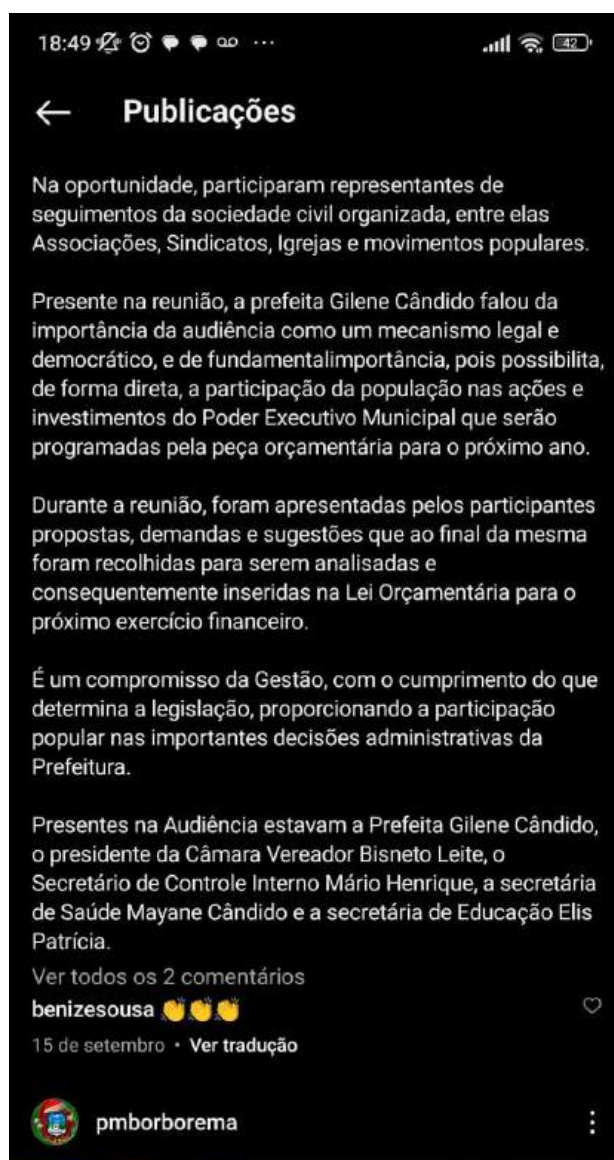 18:49
42
Publicações
Na oportunidade, participaram representantes de
seguimentos da sociedade civil organizada, entre elas
Associações, Sindicatos, Igrejas e movimentos populares.
Presente na reunião, a prefeita Gilene Cândido falou da
importância da audiência como um mecanismo legal e
democrático, e de fundamentalimportância, pois possibilita,
de forma direta, a participação da população nas ações e
investimentos do Poder Executivo Municipal que serão
programadas pela peça orçamentária para o próximo ano.
Durante a reunião, foram apresentadas pelos participantes
propostas, demandas e sugestões que ao final da mesma
foram recolhidas para serem analisadas e
consequentemente inseridas na Lei Orçamentária para o
próximo exercício financeiro.
É um compromisso da Gestão, com o cumprimento do que
determina a legislação, proporcionando a participação
popular nas importantes decisões administrativas da
Prefeitura.
Presentes na Audiência estavam a Prefeita Gilene Cândido,
o presidente da Câmara Vereador Bisneto Leite, o
Secretário de Controle Interno Mário Henrique, a secretária
de Saúde Mayane Cândido e a secretária de Educação Elis
Patrícia.
Ver todos os 2 comentários
benizesousa 👏👏👏
15 de setembro • Ver tradução
pmborborema